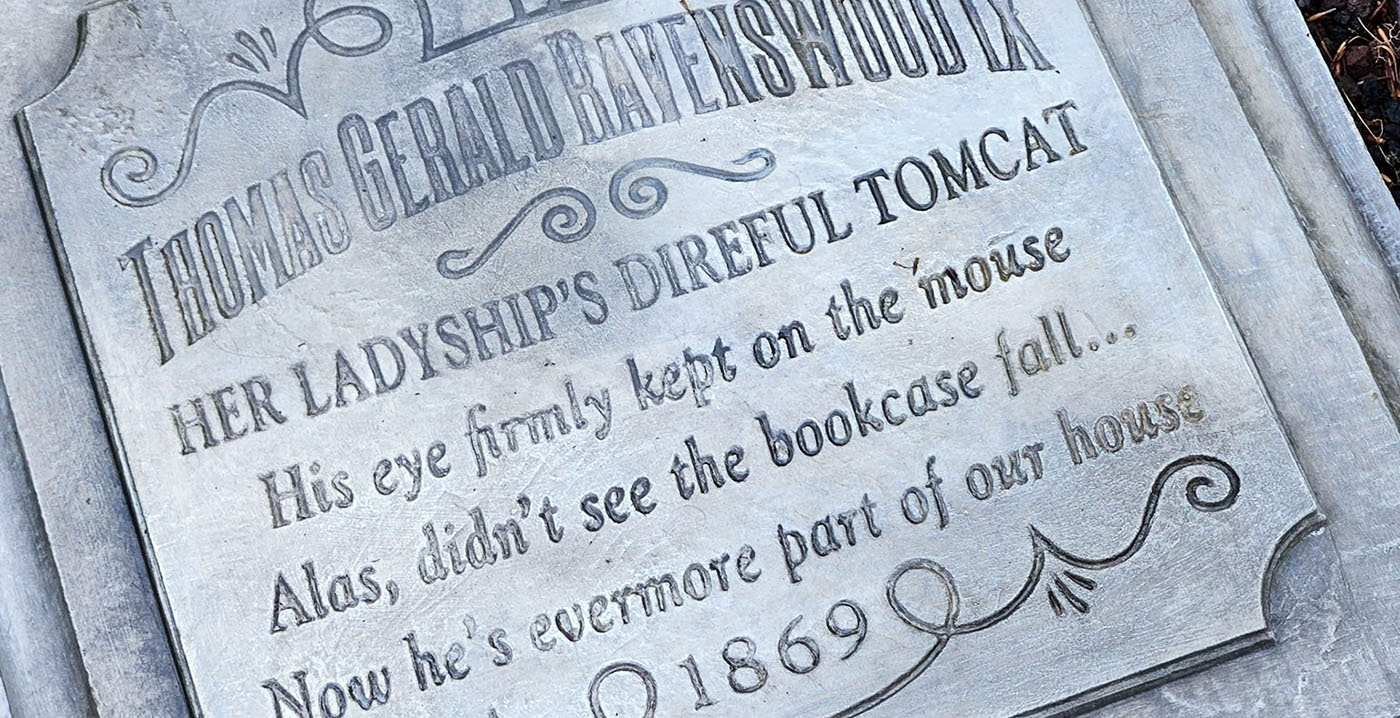 THOMAS GERALD RAVENSWOOD IX
HER LADYSHIP'S DIREFUL TOMCAT
His eye firmly kept on the mouse
Alas, didn't see the bookcase fall...
Now he's evermore part of our house
1869